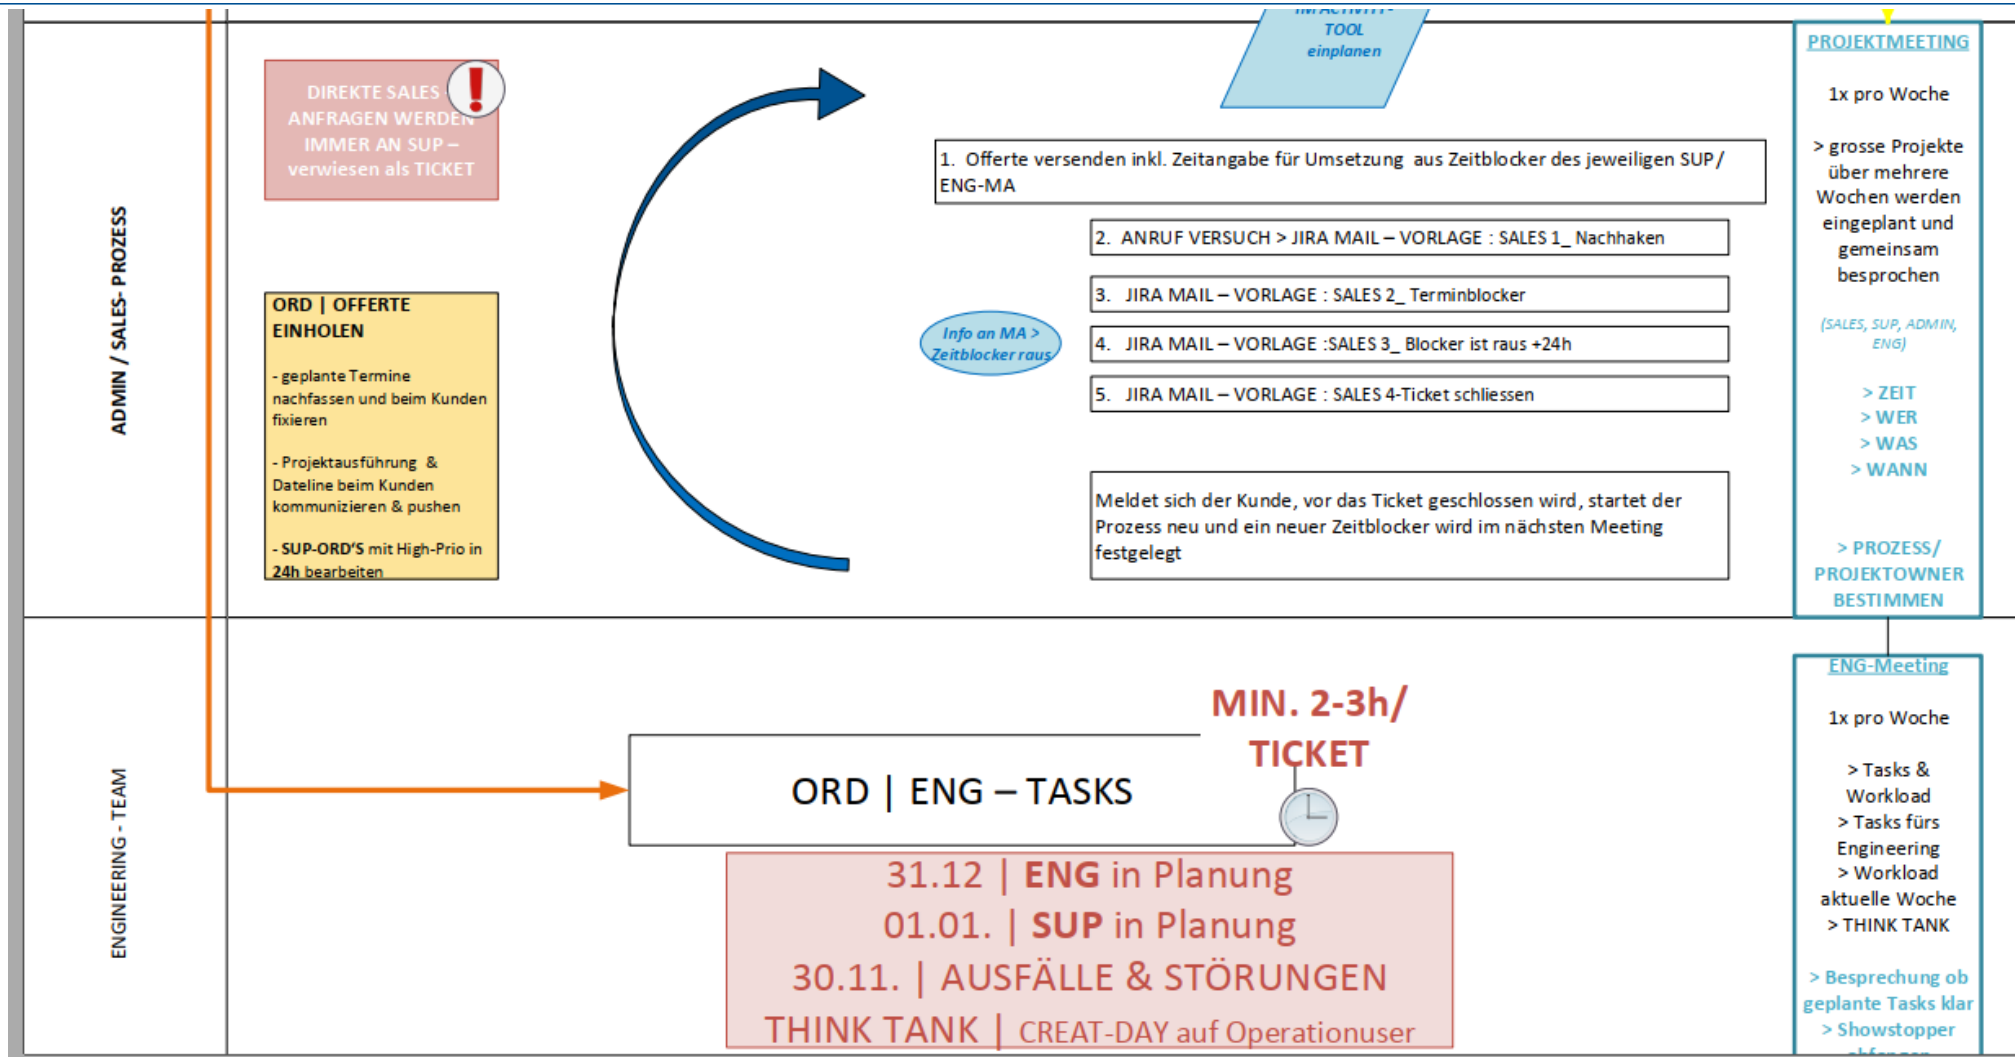 TOOL
einplanen
ADMIN / SALES- PROZESS
DIREKTE SALES -
ANFRAGEN WERDEN
IMMER AN SUP –
verwiesen als TICKET
ORD | OFFERTE
EINHOLEN
- geplante Termine
nachfassen und beim Kunden
fixieren
- Projektausführung &
Dateline beim Kunden
kommunizieren & pushen
- SUP-ORD'S mit High-Prio in
24h bearbeiten
1. Offerte versenden inkl. Zeitangabe für Umsetzung aus Zeitblocker des jeweiligen SUP/
ENG-MA
2. ANRUF VERSUCH > JIRA MAIL – VORLAGE : SALES 1_ Nachhaken
3. JIRA MAIL – VORLAGE : SALES 2_ Terminblocker
Info an MA >
Zeitblocker raus
4. JIRA MAIL – VORLAGE :SALES 3_ Blocker ist raus +24h
5. JIRA MAIL – VORLAGE : SALES 4-Ticket schliessen
Meldet sich der Kunde, vor das Ticket geschlossen wird, startet der
Prozess neu und ein neuer Zeitblocker wird im nächsten Meeting
festgelegt
PROJEKTMEETING
1x pro Woche
> grosse Projekte
über mehrere
Wochen werden
eingeplant und
gemeinsam
besprochen
(SALES, SUP, ADMIN,
ENG)
> ZEIT
> WER
> WAS
> WANN
> PROZESS/
PROJEKTOWNER
BESTIMMEN
ENGINEERING - TEAM
MIN. 2-3h/
TICKET
ORD | ENG – TASKS
31.12 | ENG in Planung
01.01. | SUP in Planung
30.11. | AUSFÄLLE & STÖRUNGEN
THINK TANK | CREAT-DAY auf Operationuser
ENG-Meeting
1x pro Woche
> Tasks &
Workload
> Tasks fürs
Engineering
> Workload
aktuelle Woche
> THINK TANK
> Besprechung ob
geplante Tasks klar
> Showstopper